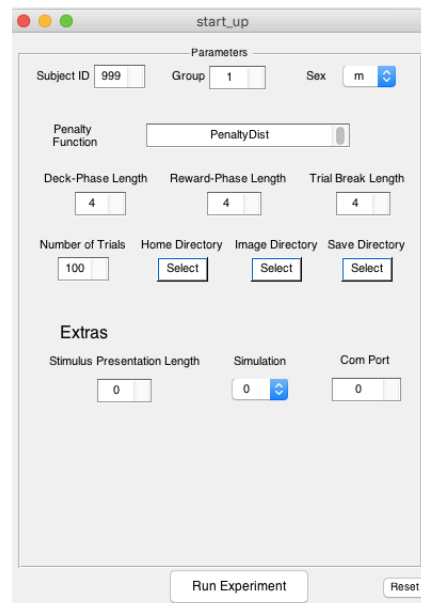 start_up
Parameters
Subject ID 999 Group 1 Sex m
Penalty
Function
PenaltyDist
Deck-Phase Length Reward-Phase Length Trial Break Length
4 4 4
Number of Trials Home Directory Image Directory Save Directory
100 Select Select Select
Extras
Stimulus Presentation Length Simulation Com Port
0 0 0
Run Experiment Reset